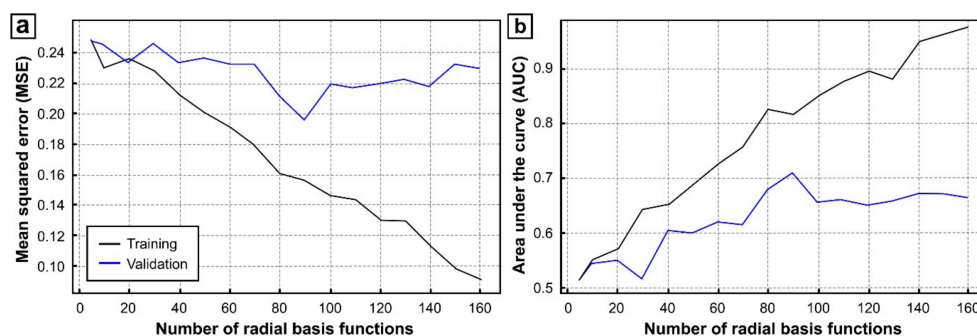 a
Mean squared error (MSE)
0.24
0.22
0.20
0.18
0.16
0.14
0.12
0.10
Training
Validation
0 20 40 60 80 100 120 140 160
Number of radial basis functions
b
Area under the curve (AUC)
0.9
0.8
0.7
0.6
0.5
0 20 40 60 80 100 120 140 160
Number of radial basis functions